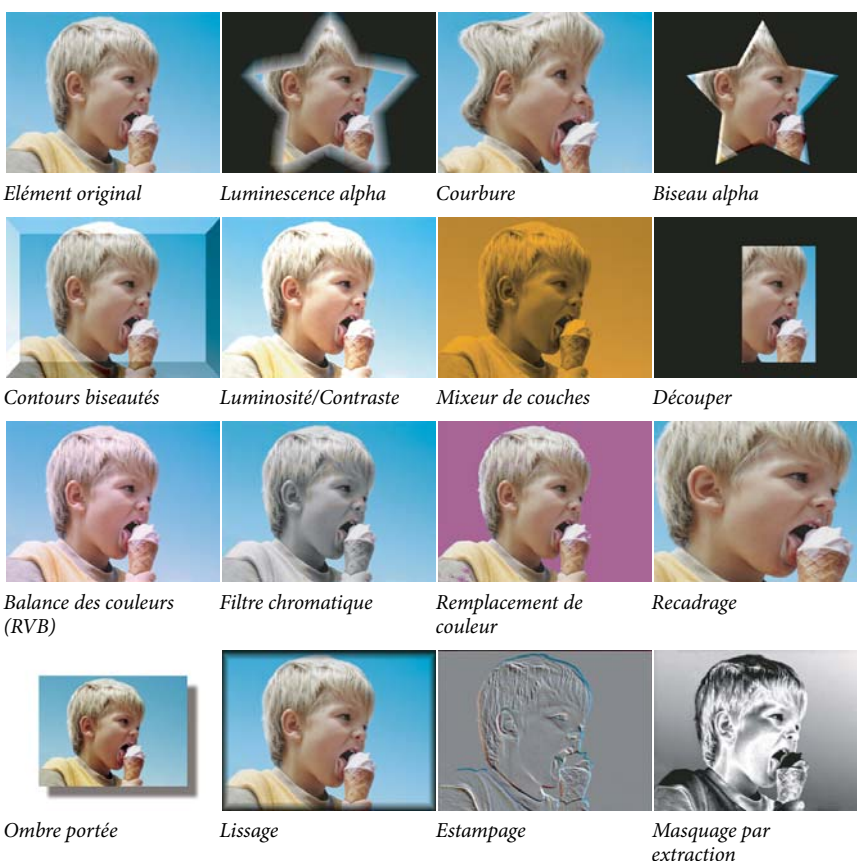 Elément original
Luminescence alpha
Courbure
Biseau alpha
Contours biseautés
Luminosité/Contraste
Mixeur de couches
Découper
Balance des couleurs
(RVB)
Filtre chromatique
Remplacement de
couleur
Recadrage
Ombre portée
Lissage
Estampage
Masquage par
extraction